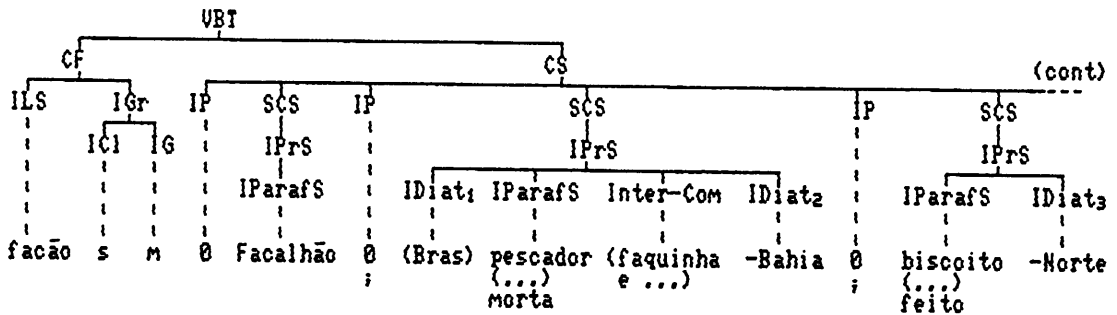 VBT
CF CS (cont)
ILS IGr IP SCS IP SCS IP SCS
ICl IG IPrS IPrS IPrS
IParafS IDiat1 IParafS Inter-Com IDiat2 IParafS IDiat3
facão s m 0 Facalhão 0 (Bras) pescador (faquinha -Bahia 0 biscoito -Norte
; (...) e ...) ; (...)
morta feito